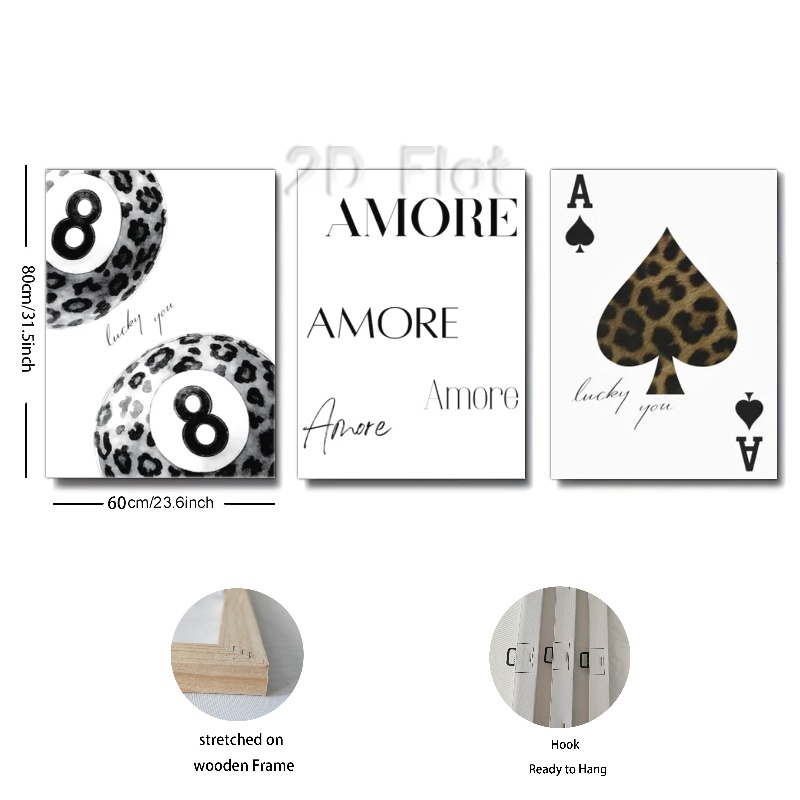 2D Flat
8
lucky you
8
80cm/31.5inch
60cm/23.6inch
AMORE
AMORE
Amore
Amore
A
lucky you
A
stretched on
wooden Frame
Hook
Ready to Hang